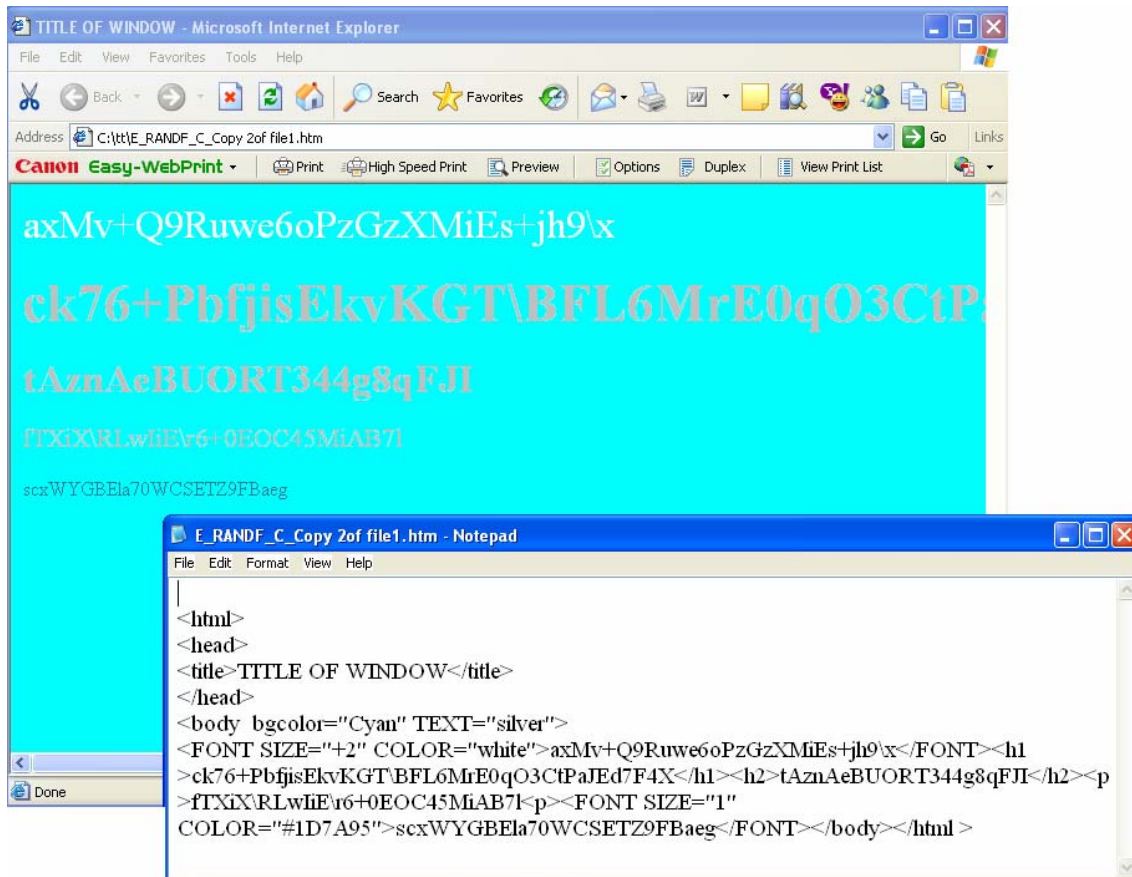 TITLE OF WINDOW - Microsoft Internet Explorer
File Edit View Favorites Tools Help
Back Search Favorites
Address C:\tt\E_RANDF_C_Copy 2of file1.htm Go Links
Canon Easy-WebPrint Print High Speed Print Preview Options Duplex View Print List
axMv+Q9Ruwe6oPzGzXMiEs+jh9\x
ck76+PbfjisEkvKGT\BFL6MrE0qO3CtPa
tAznAeBUORT344g8qFJI
fTXiX\RLwIiE\r6+0EOC45MiAB7l
scxWYGBEla70WCSETZ9FBaeg
Done
E_RANDF_C_Copy 2of file1.htm - Notepad
File Edit Format View Help
<html>
<head>
<title>TITLE OF WINDOW</title>
</head>
<body bgcolor="Cyan" TEXT="silver">
<FONT SIZE="+2" COLOR="white">axMv+Q9Ruwe6oPzGzXMiEs+jh9\x</FONT><h1
>ck76+PbfjisEkvKGT\BFL6MrE0qO3CtPaJEd7F4X</h1><h2>tAznAeBUORT344g8qFJI</h2><p
>fTXiX\RLwIiE\r6+0EOC45MiAB7l<p><FONT SIZE="1"
COLOR="#1D7A95">scxWYGBEla70WCSETZ9FBaeg</FONT></body></html >